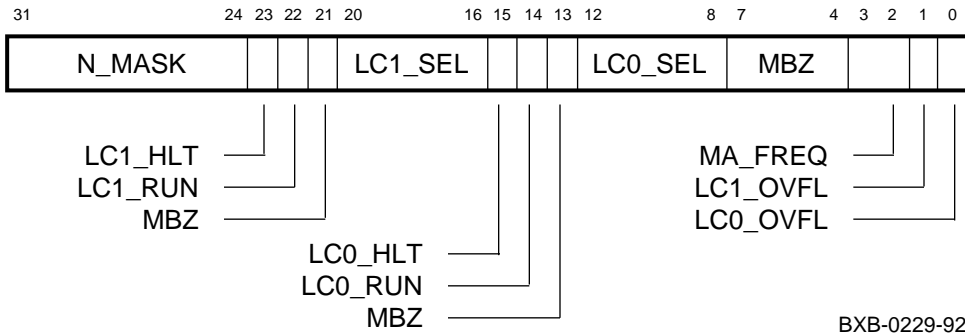 31 24 23 22 21 20 16 15 14 13 12 8 7 4 3 2 1 0
N_MASK LC1_SEL LC0_SEL MBZ
LC1_HLT MA_FREQ
LC1_RUN LC1_OVFL
MBZ LC0_OVFL
LC0_HLT
LC0_RUN
MBZ
BXB-0229-92